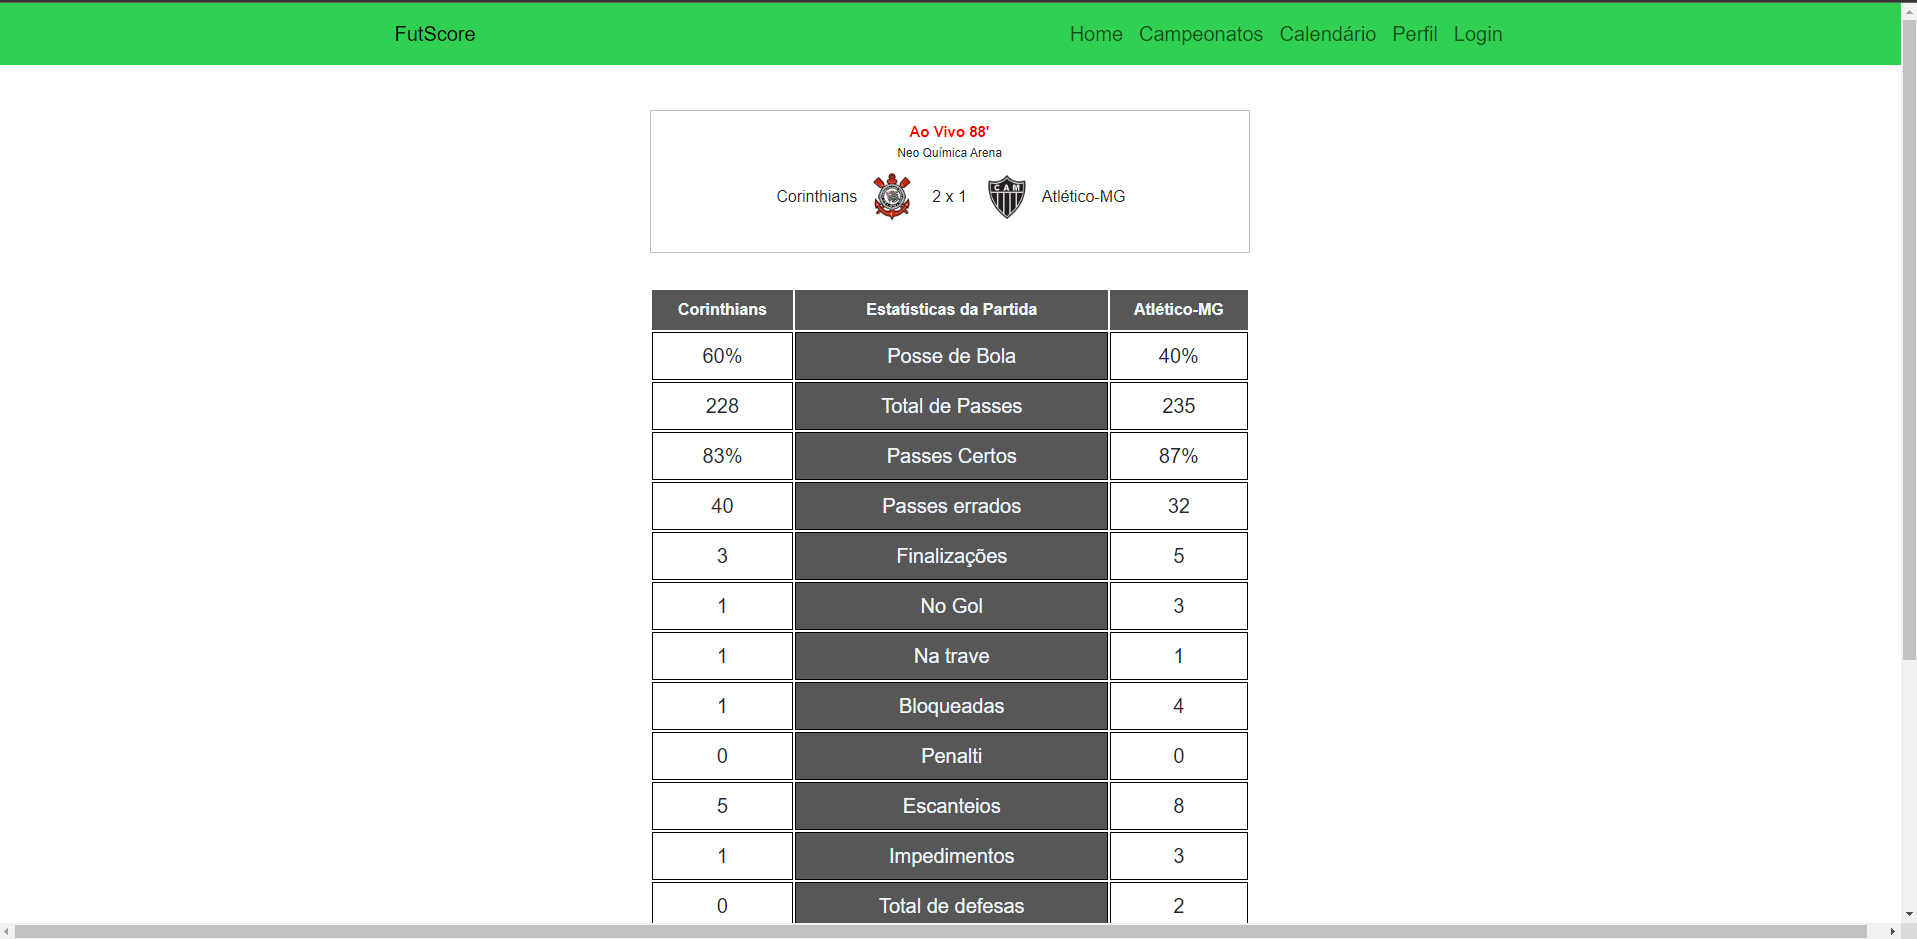 FutScore Home Campeonatos Calendário Perfil Login
Ao Vivo 88'
Neo Química Arena
Corinthians 2 x 1 CAM Atlético-MG
Corinthians Estatísticas da Partida Atlético-MG
60% Posse de Bola 40%
228 Total de Passes 235
83% Passes Certos 87%
40 Passes errados 32
3 Finalizações 5
1 No Gol 3
1 Na trave 1
1 Bloqueadas 4
0 Penalti 0
5 Escanteios 8
1 Impedimentos 3
0 Total de defesas 2